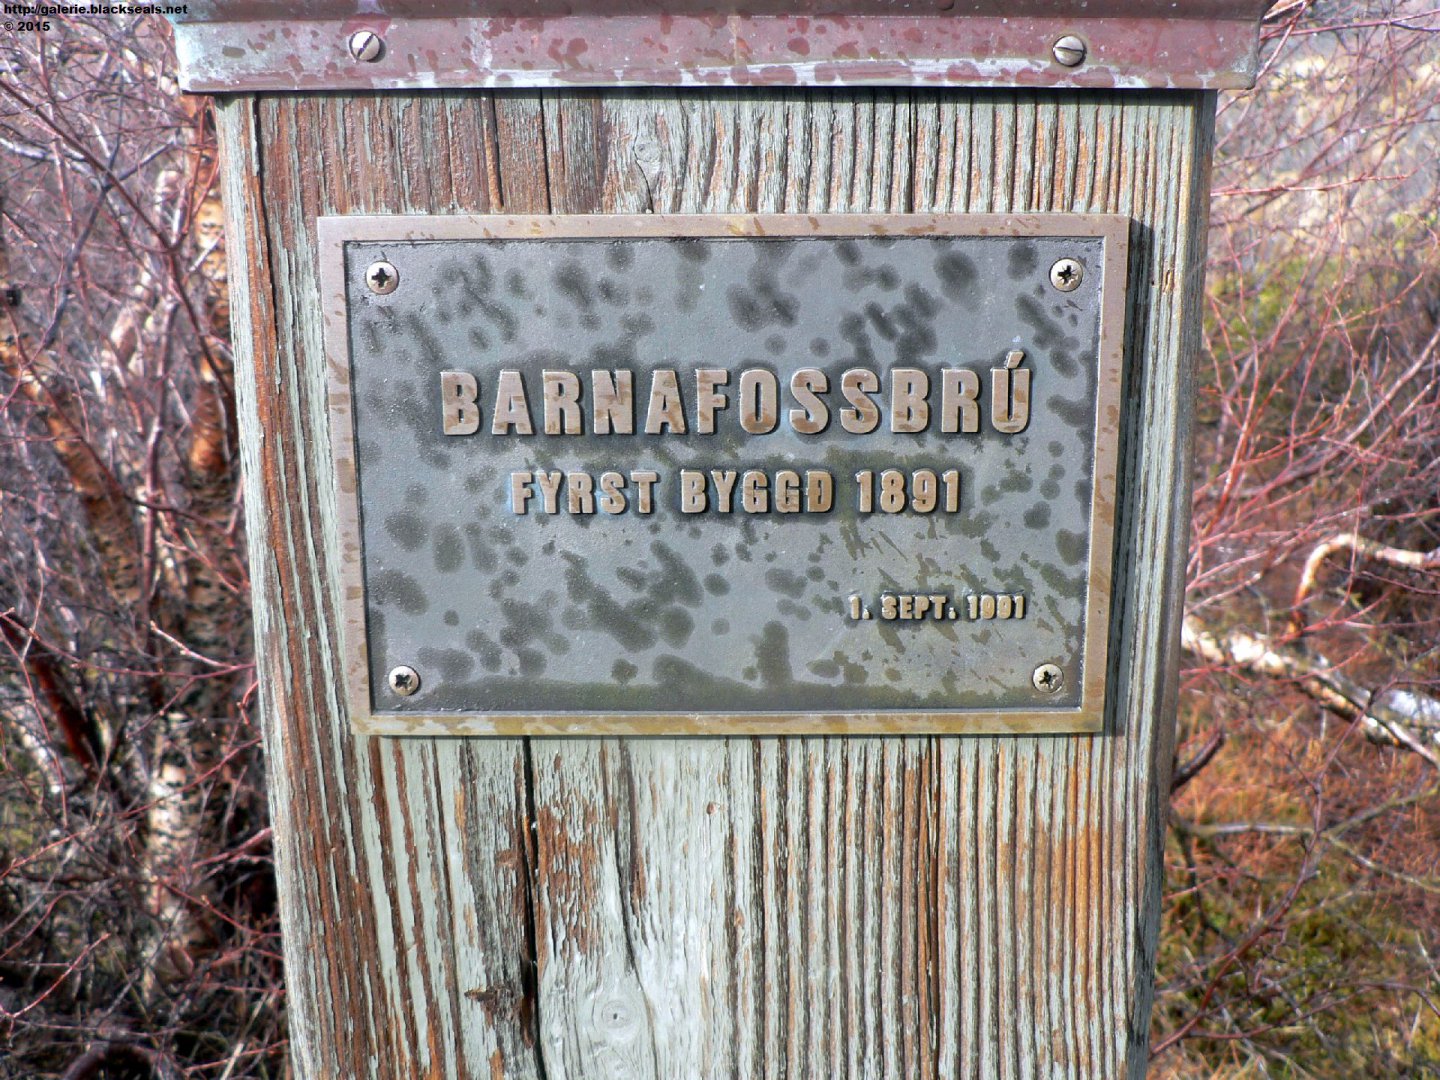 http://galerie.blackseals.net
© 2015
BARNAFOSSBRÚ
FYRST BYGGÐ 1891
1. SEPT. 1991